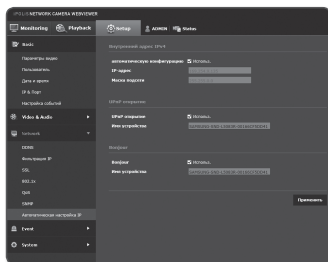 iPOLiS NETWORK CAMERA WEBVIEWER
Monitoring Playback Setup ADMIN Status
Basic
Параметры видео
Пользователь
Дата и время
IP & Порт
Настройка событий
Video & Audio
Network
DDNS
Фильтрация IP
SSL
802.1x
QoS
SNMP
Автоматическая настройка IP
Event
System
Внутренний адрес IPv4
автоматическую конфигурацию Использ.
IP-адрес
Маска подсети
UPnP открытие
UPnP открытие Использ.
Имя устройства
Bonjour
Bonjour Использ.
Имя устройства
Применить